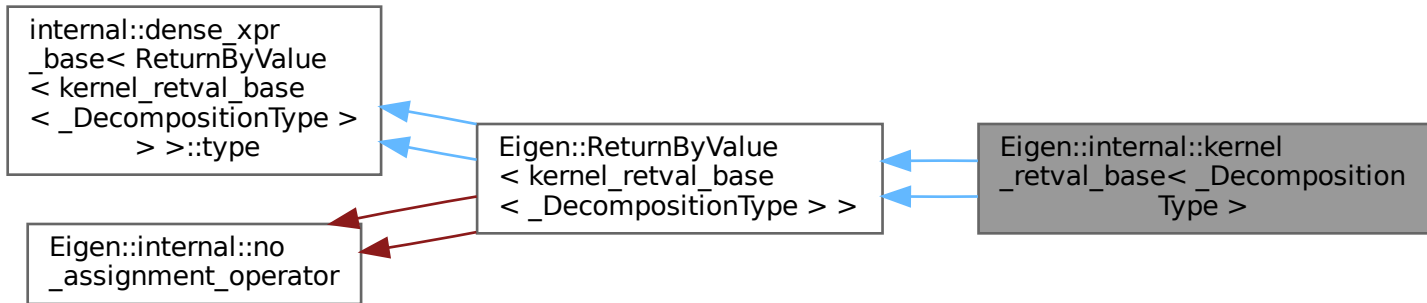 internal::dense_xpr
_base< ReturnByValue
< kernel_retval_base
< _DecompositionType >
> >::type
Eigen::internal::no
_assignment_operator
Eigen::ReturnByValue
< kernel_retval_base
< _DecompositionType > >
Eigen::internal::kernel
_retval_base< _Decomposition
Type >